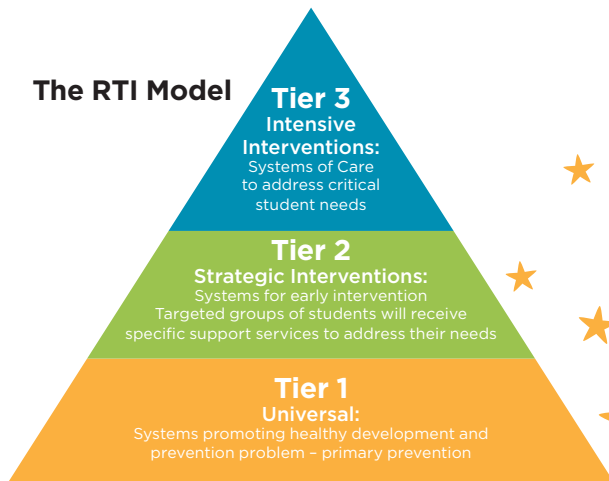 The RTI Model
Tier 3
Intensive
Interventions:
Systems of Care
to address critical
student needs
Tier 2
Strategic Interventions:
Systems for early intervention
Targeted groups of students will receive
specific support services to address their needs
Tier 1
Universal:
Systems promoting healthy development and
prevention problem – primary prevention